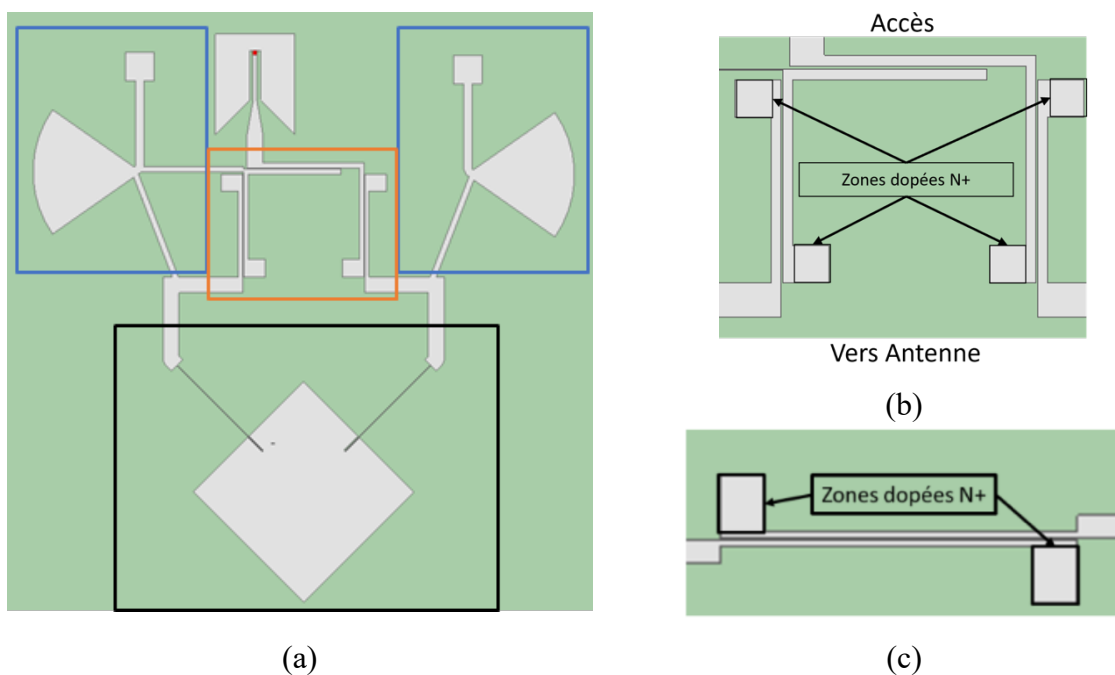 Accès
Zones dopées N+
Vers Antenne
(b)
Zones dopées N+
(a)
(c)